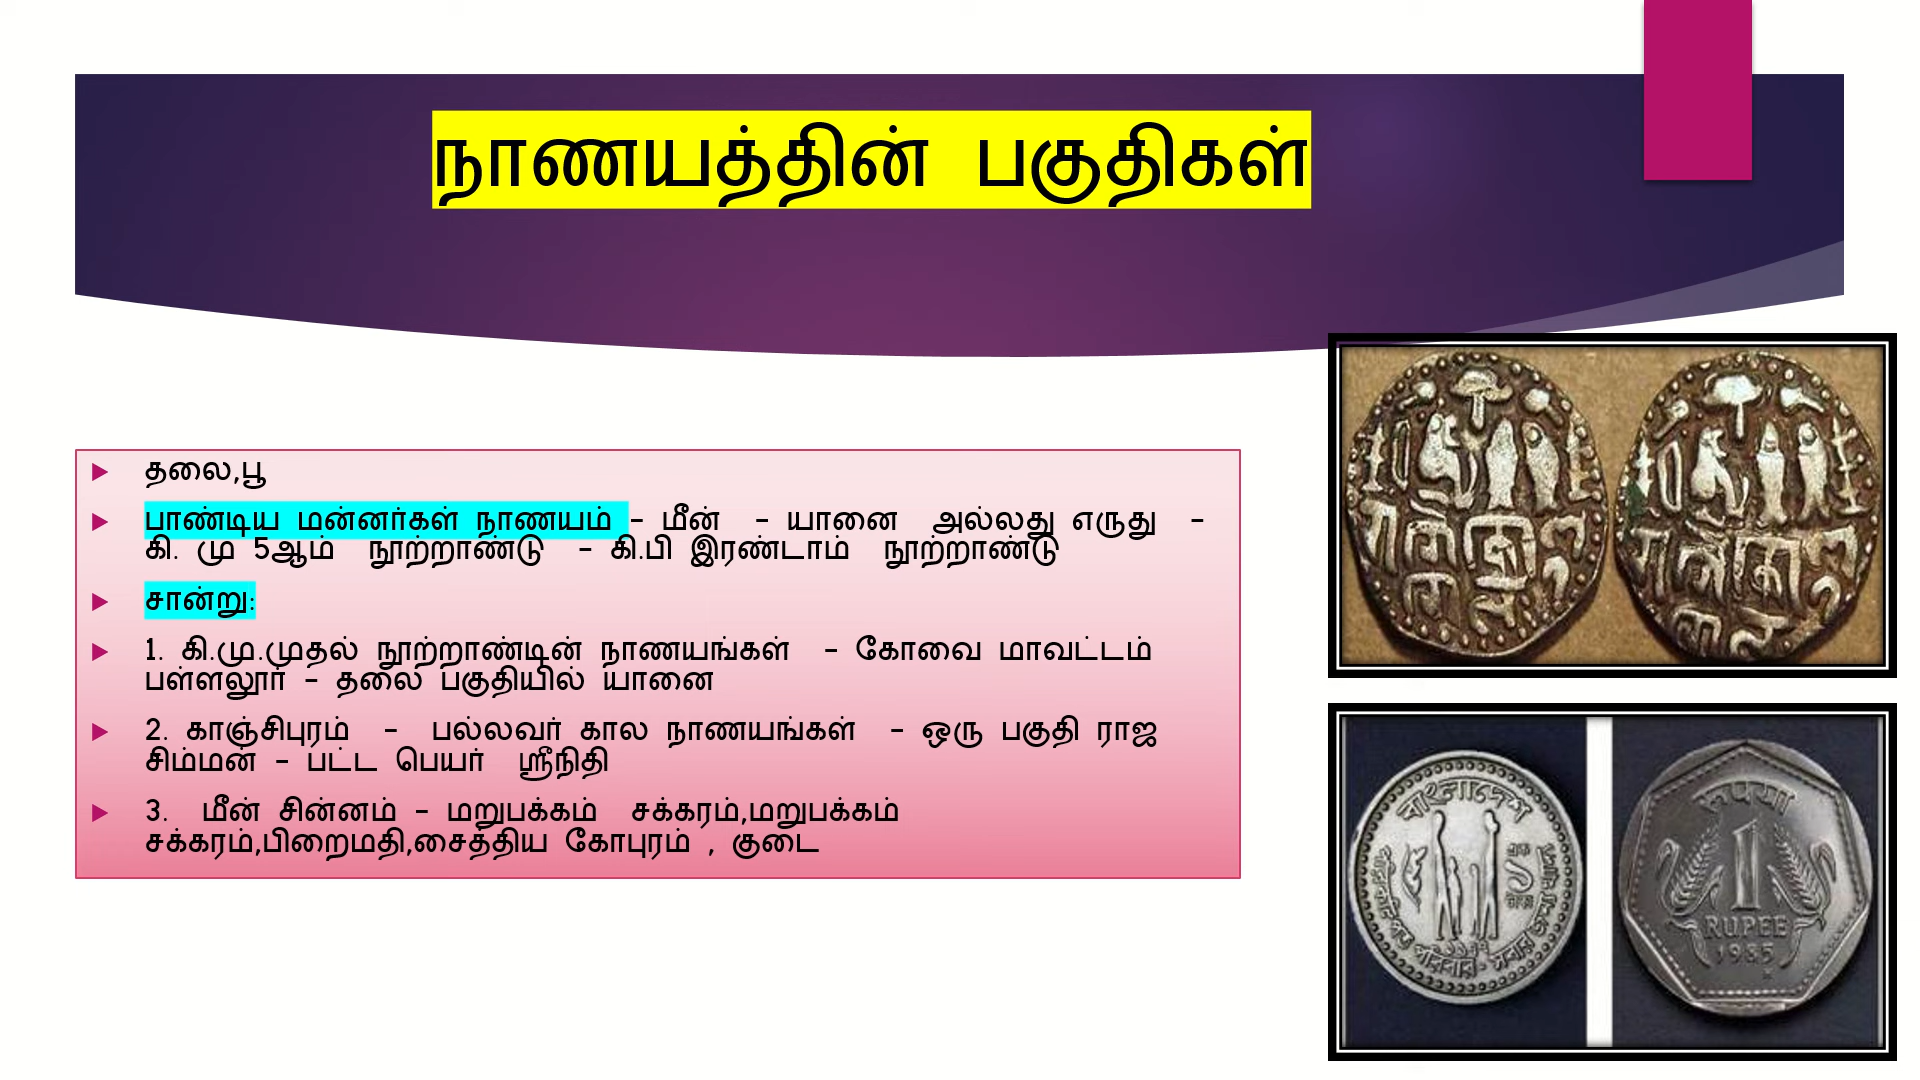 நாணயத்தின் பகுதிகள்
தலை,பூ
பாண்டிய மன்னர்கள் நாணயம் – மீன் – யானை அல்லது எருது –
கி. மு 5ஆம் நூற்றாண்டு – கி.பி இரண்டாம் நூற்றாண்டு
சான்று:
1. கி.மு.முதல் நூற்றாண்டின் நாணயங்கள் – கோவை மாவட்டம்
பள்ளலூர் – தலை பகுதியில் யானை
2. காஞ்சிபுரம் – பல்லவர் கால நாணயங்கள் – ஒரு பகுதி ராஜ
சிம்மன் – பட்ட பெயர் ஸ்ரீநிதி
3. மீன் சின்னம் – மறுபக்கம் சக்கரம்,மறுபக்கம்
சக்கரம்,பிறைமதி,சைத்திய கோபுரம் , குடை
বাংলাদেশ
रुपया
1
RUPEE
1985